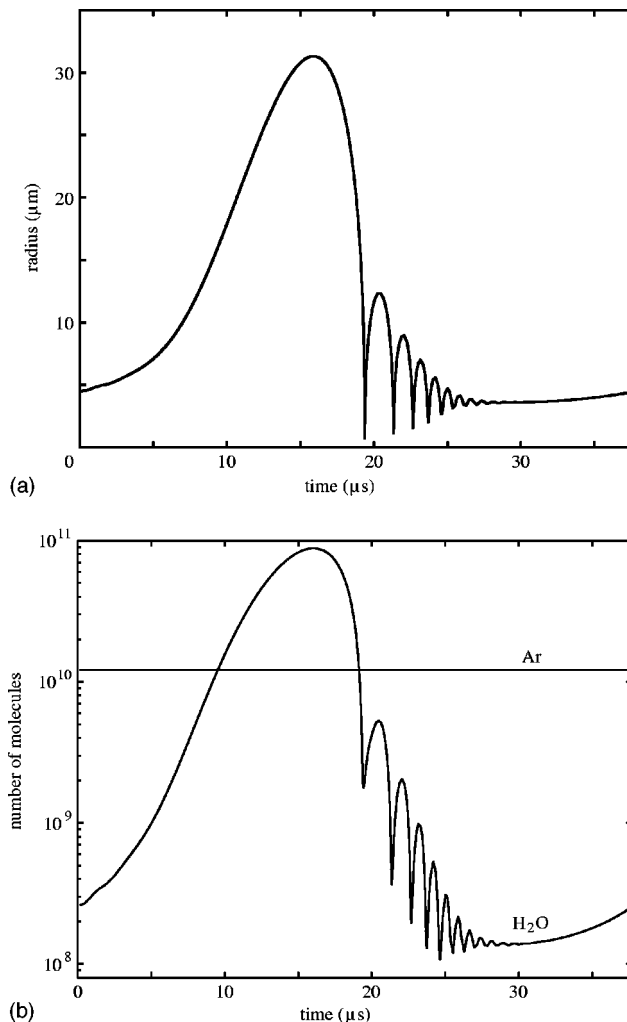 30
20
10
radius (μm)
0
10
20
30
time (μs)
(a)
10¹¹
10¹⁰
10⁹
10⁸
number of molecules
Ar
H₂O
0
10
20
30
time (μs)
(b)